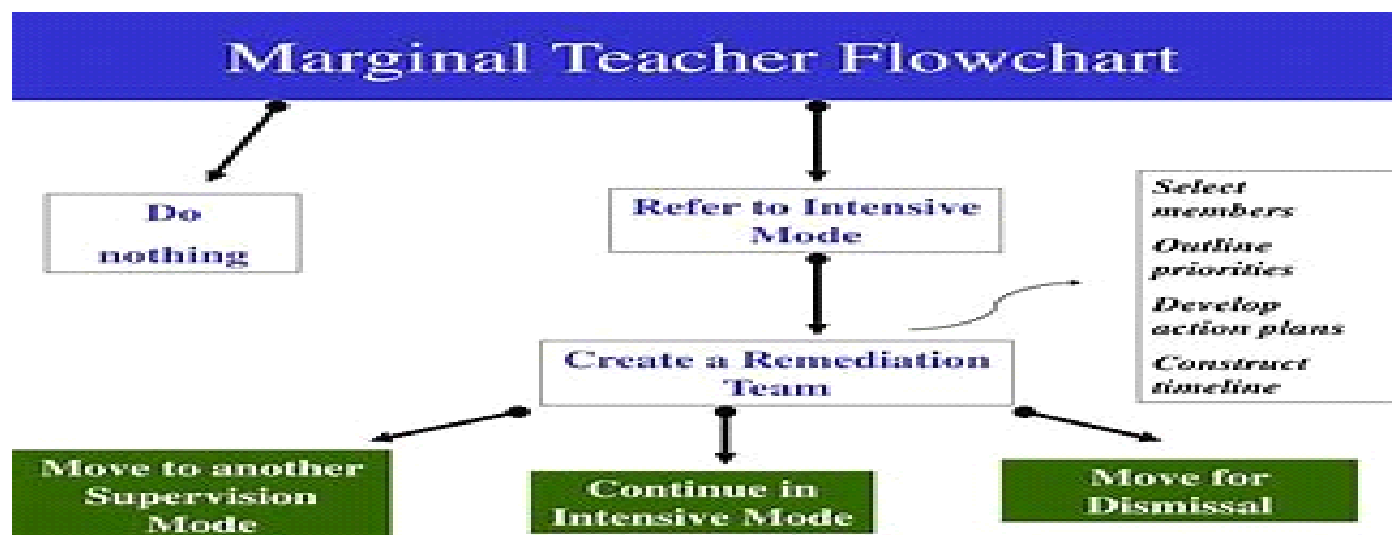 Marginal Teacher Flowchart
Do
nothing
Refer to Intensive
Mode
Select
members
Outline
priorities
Develop
action plans
Construct
timeline
Create a Remediation
Team
Move to another
Supervision
Mode
Continue in
Intensive Mode
Move for
Dismissal